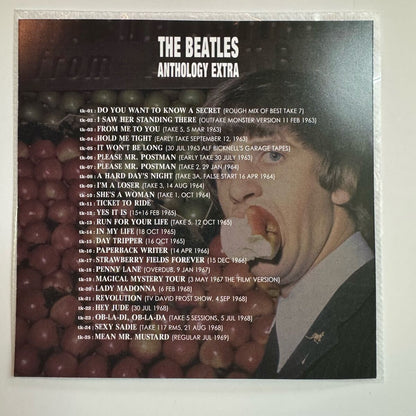 THE BEATLES
ANTHOLOGY EXTRA
tk-01 : DO YOU WANT TO KNOW A SECRET (ROUGH MIX OF BEST TAKE 7)
tk-02 : I SAW HER STANDING THERE (OUTFAKE MONSTER VERSION 11 FEB 1963)
tk-03 : FROM ME TO YOU (TAKE 5, 5 MAR 1963)
tk-04 : HOLD ME TIGHT (EARLY TAKE SEPTEMBER 12, 1963)
tk-05 : IT WON'T BE LONG (30 JUL 1963 ALF BICKNELL'S GARAGE TAPES)
tk-06 : PLEASE MR. POSTMAN (EARLY TAKE 30 JULY 1963)
tk-07 : PLEASE MR. POSTMAN (TAKE 2, 29 JAN 1964)
tk-08 : A HARD DAY'S NIGHT (TAKE 3A, FALSE START 16 APR 1964)
tk-09 : I'M A LOSER (TAKE 3, 14 AUG 1964)
tk-10 : SHE'S A WOMAN (TAKE 1, OCT 1964)
tk-11 : TICKET TO RIDE
tk-12 : YES IT IS (15+16 FEB 1965)
tk-13 : RUN FOR YOUR LIFE (TAKE 5, 12 OCT 1965)
tk-14 : IN MY LIFE (18 OCT 1965)
tk-15 : DAY TRIPPER (16 OCT 1965)
tk-16 : PAPERBACK WRITER (14 APR 1966)
tk-17 : STRAWBERRY FIELDS FOREVER (15 DEC 1966)
tk-18 : PENNY LANE (OVERDUB, 9 JAN 1967)
tk-19 : MAGICAL MYSTERY TOUR (3 MAY 1967 THE 'FILM' VERSION)
tk-20 : LADY MADONNA (6 FEB 1968)
tk-21 : REVOLUTION (TV DAVID FROST SHOW, 4 SEP 1968)
tk-22 : HEY JUDE (30 JUL 1968)
tk-23 : OB-LA-DI, OB-LA-DA (TAKE 5 SESSIONS, 5 JUL 1968)
tk-24 : SEXY SADIE (TAKE 117 RM5, 21 AUG 1968)
tk-25 : MEAN MR. MUSTARD (REGULAR JUL 1969)